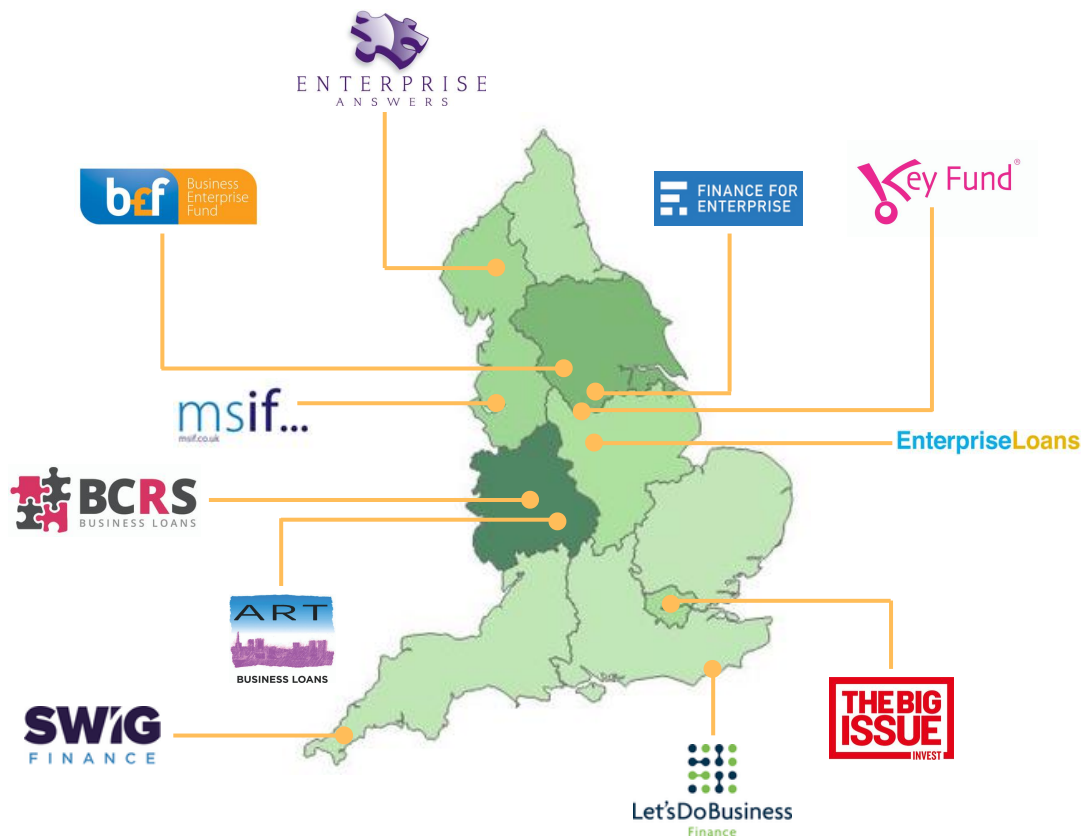 ENTERPRISE
ANSWERS
b£f
Business
Enterprise
Fund
FINANCE FOR
ENTERPRISE
Key Fund®
msif...
msif.co.uk
EnterpriseLoans
BCRS
BUSINESS LOANS
ART
BUSINESS LOANS
SWiG
FINANCE
THE BIG
ISSUE
INVEST
Let'sDoBusiness
Finance